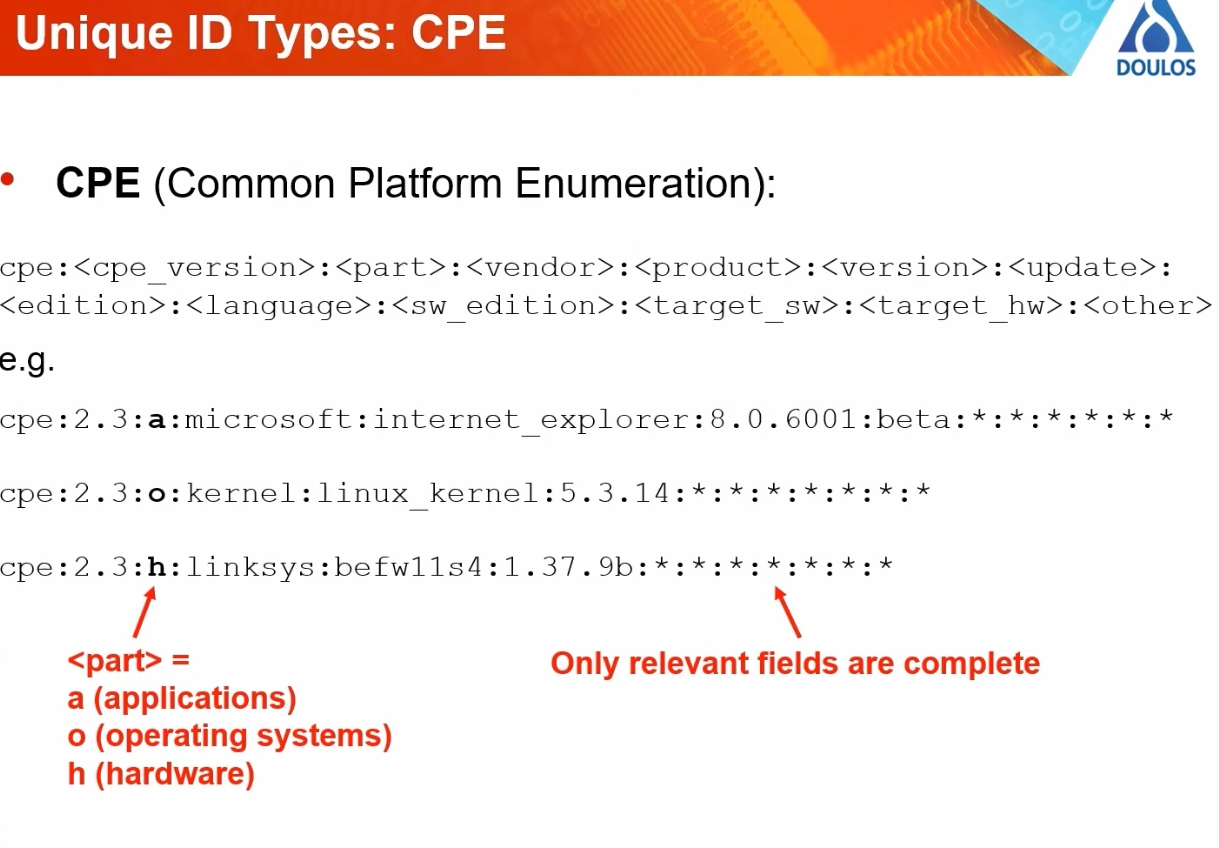 Unique ID Types: CPE
DOULOS
• CPE (Common Platform Enumeration):
cpe:<cpe_version>:<part>:<vendor>:<product>:<version>:<update>:
<edition>:<language>:<sw_edition>:<target_sw>:<target_hw>:<other>
e.g.
cpe:2.3:a:microsoft:internet_explorer:8.0.6001:beta:*:*:*:*:*:*
cpe:2.3:o:kernel:linux_kernel:5.3.14:*:*:*:*:*:*:*
cpe:2.3:h:linksys:befw11s4:1.37.9b:*:*:*:*:*:*:*
<part> =
a (applications)
o (operating systems)
h (hardware)
Only relevant fields are complete